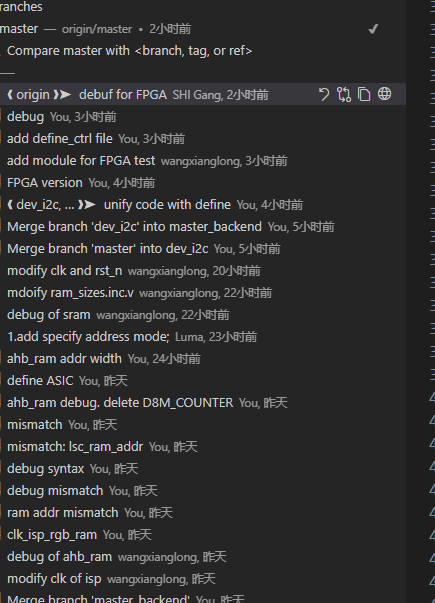 ranches
master — origin/master • 2小时前 ✓
Compare master with <branch, tag, or ref>
❰ origin ❱➤ debuf for FPGA SHI Gang, 2小时前
debug You, 3小时前
add define_ctrl file You, 3小时前
add module for FPGA test wangxianglong, 3小时前
FPGA version You, 4小时前
❰ dev_i2c, ... ❱➤ unify code with define You, 4小时前
Merge branch 'dev_i2c' into master_backend You, 5小时前
Merge branch 'master' into dev_i2c You, 5小时前
modify clk and rst_n wangxianglong, 20小时前
mdoify ram_sizes.inc.v wangxianglong, 22小时前
debug of sram wangxianglong, 22小时前
1.add specify address mode; Luma, 23小时前
ahb_ram addr width You, 24小时前
define ASIC You, 昨天
ahb_ram debug. delete D8M_COUNTER You, 昨天
mismatch You, 昨天
mismatch: lsc_ram_addr You, 昨天
debug syntax You, 昨天
debug mismatch You, 昨天
ram addr mismatch You, 昨天
clk_isp_rgb_ram You, 昨天
debug of ahb_ram wangxianglong, 昨天
modify clk of isp wangxianglong, 昨天
Merge branch 'master_backend' You, 昨天